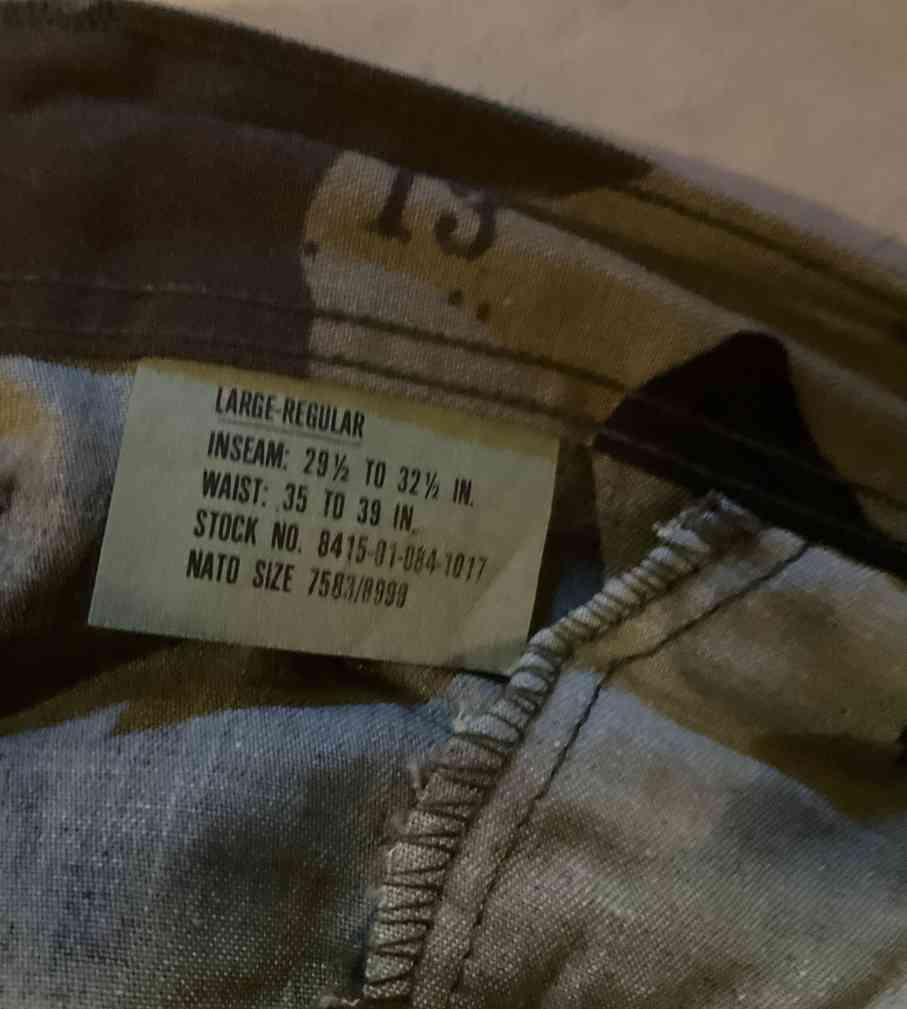 13
LARGE-REGULAR
INSEAM: 29½ TO 32½ IN.
WAIST: 35 TO 39 IN.
STOCK NO. 8415-01-084-1017
NATO SIZE 7583/8999